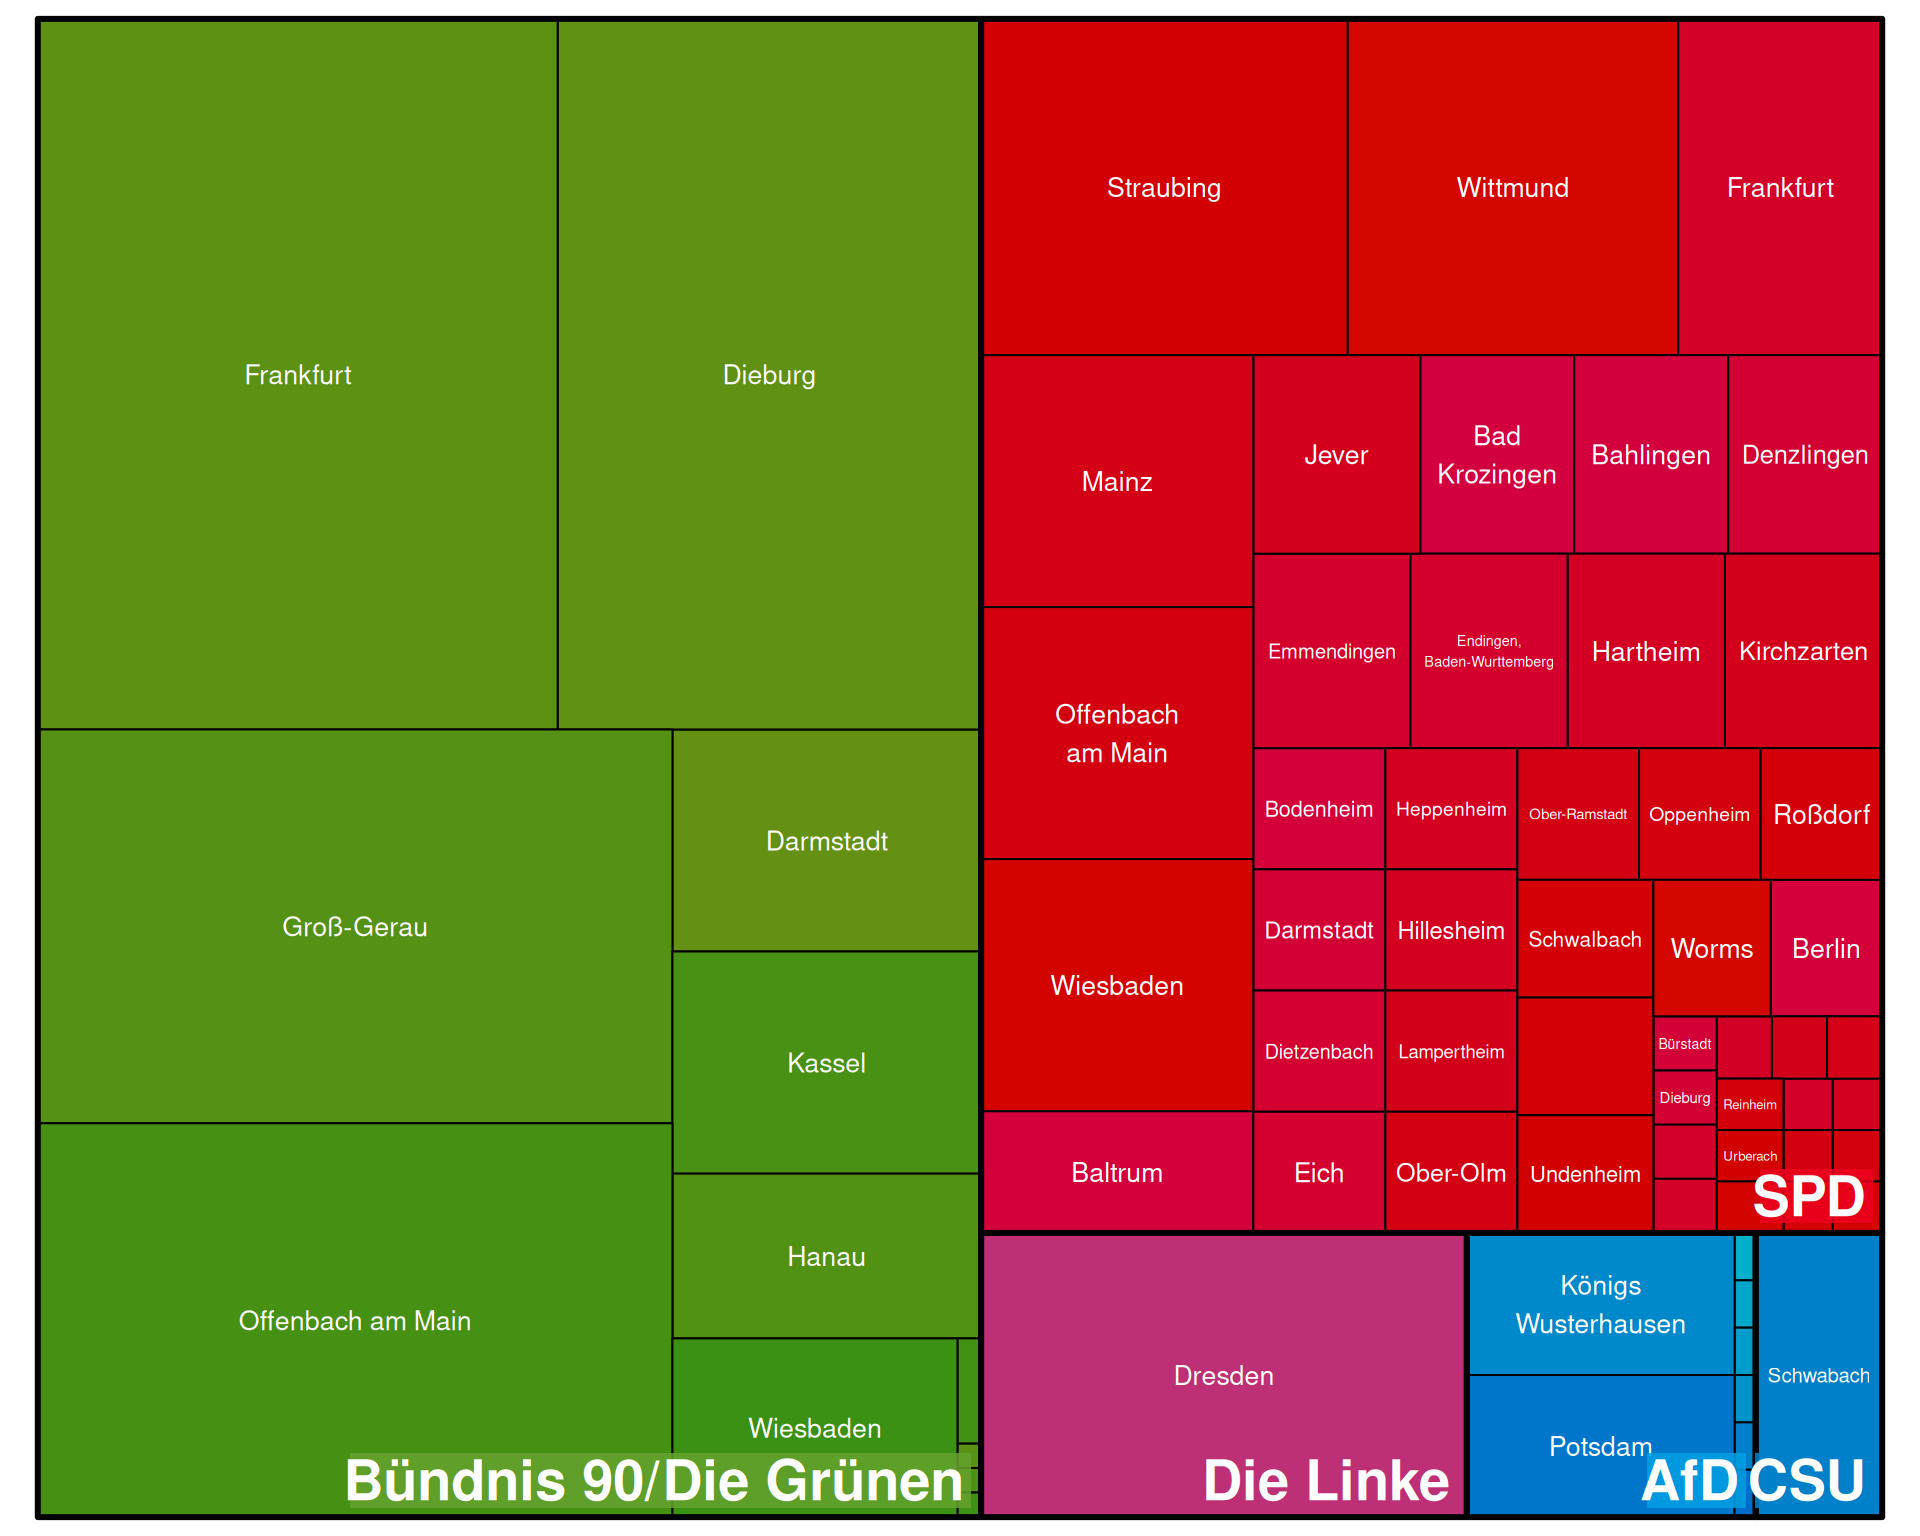 Frankfurt
Dieburg
Groß-Gerau
Darmstadt
Kassel
Hanau
Offenbach am Main
Wiesbaden
Bündnis 90/Die Grünen
Straubing
Wittmund
Frankfurt
Mainz
Jever
Bad
Krozingen
Bahlingen
Denzlingen
Emmendingen
Endingen,
Baden-Wurttemberg
Hartheim
Kirchzarten
Offenbach
am Main
Bodenheim
Heppenheim
Ober-Ramstadt
Oppenheim
Roßdorf
Darmstadt
Hillesheim
Schwalbach
Worms
Berlin
Wiesbaden
Dietzenbach
Lampertheim
Bürstadt
Dieburg
Reinheim
Urberach
Baltrum
Eich
Ober-Olm
Undenheim
SPD
Dresden
Die Linke
Königs
Wusterhausen
Potsdam
AfD
Schwabach
CSU